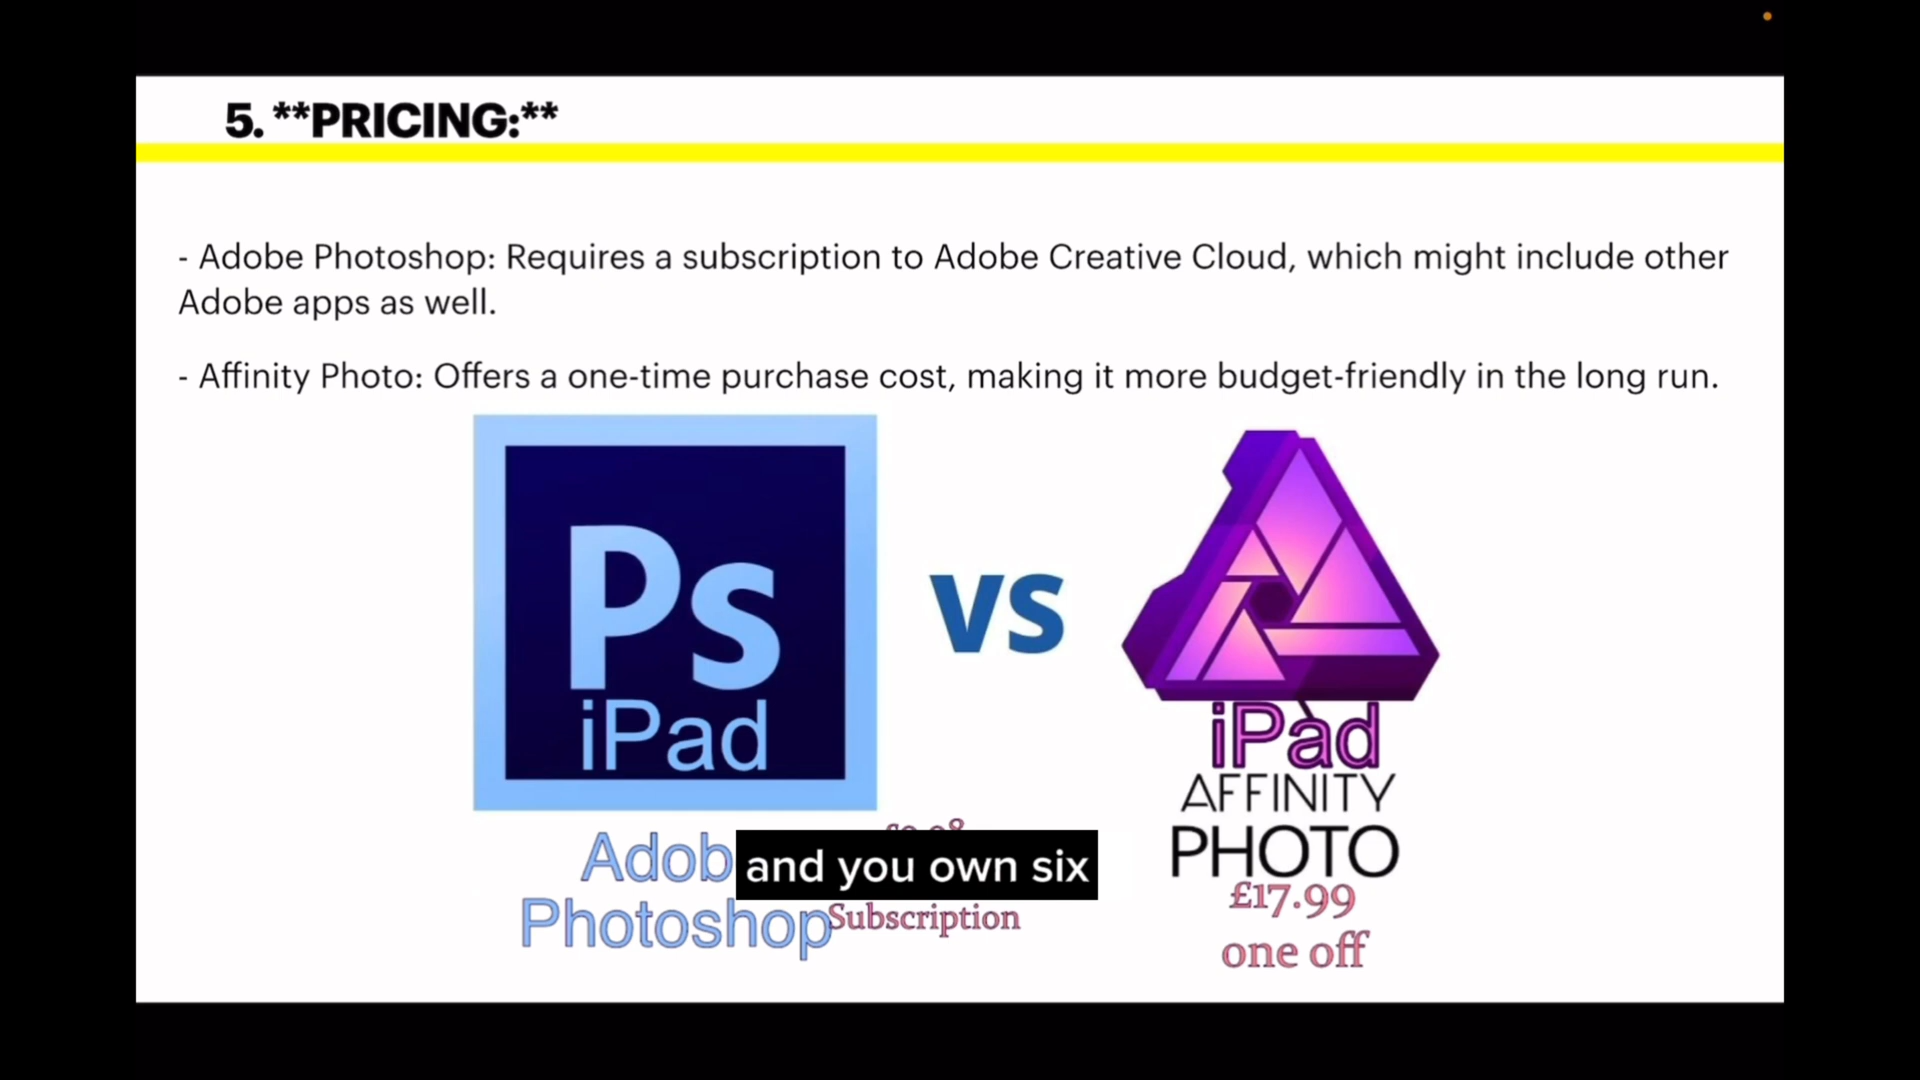 5. **PRICING:**
- Adobe Photoshop: Requires a subscription to Adobe Creative Cloud, which might include other
Adobe apps as well.
- Affinity Photo: Offers a one-time purchase cost, making it more budget-friendly in the long run.
Ps
iPad
VS
iPad
AFFINITY
PHOTO
£17.99
one off
Photoshop
Subscription
and you own six